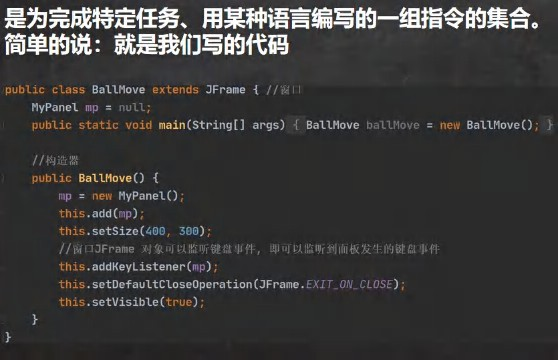 是为完成特定任务、用某种语言编写的一组指令的集合。
简单的说：就是我们写的代码
public class BallMove extends JFrame { //窗口
    MyPanel mp = null;
    public static void main(String[] args) { BallMove ballMove = new BallMove(); }
    //构造器
    public BallMove() {
        mp = new MyPanel();
        this.add(mp);
        this.setSize(400, 300);
        //窗口JFrame 对象可以监听键盘事件, 即可以监听到面板发生的键盘事件
        this.addKeyListener(mp);
        this.setDefaultCloseOperation(JFrame.EXIT_ON_CLOSE);
        this.setVisible(true);
    }
}